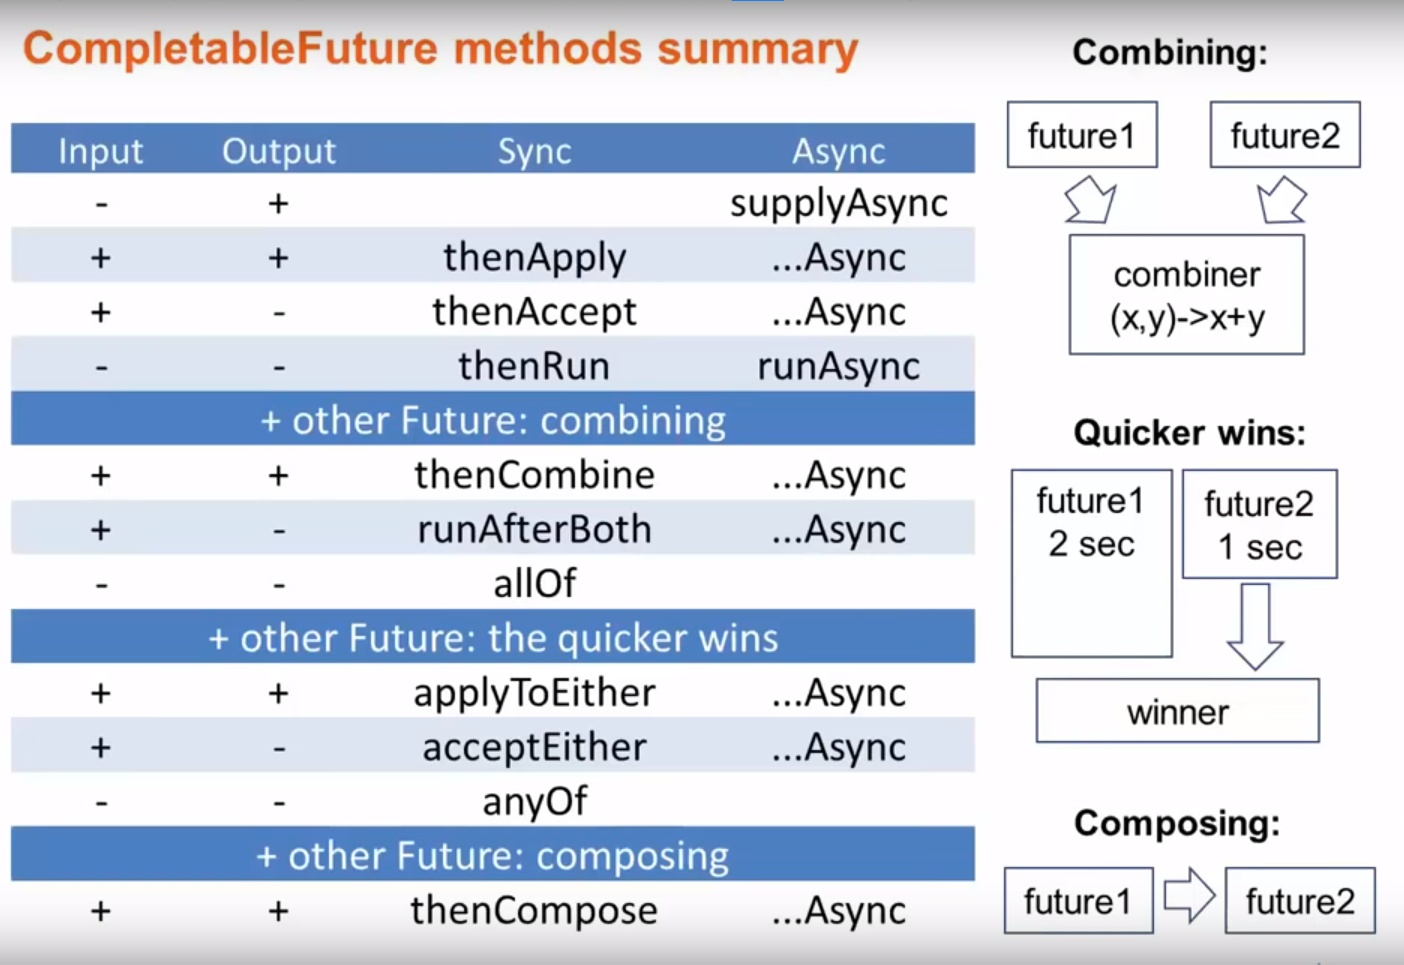 CompletableFuture methods summary
Input Output Sync Async
- + supplyAsync
+ + thenApply ...Async
+ - thenAccept ...Async
- - thenRun runAsync
+ other Future: combining
+ + thenCombine ...Async
+ - runAfterBoth ...Async
- - allOf
+ other Future: the quicker wins
+ + applyToEither ...Async
+ - acceptEither ...Async
- - anyOf
+ other Future: composing
+ + thenCompose ...Async
Combining:
future1 future2
combiner
(x,y)->x+y
Quicker wins:
future1
2 sec
future2
1 sec
winner
Composing:
future1 future2